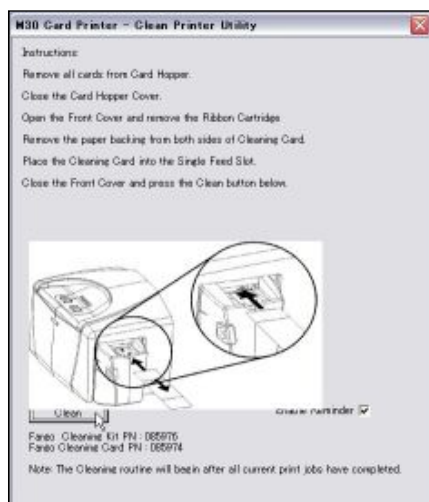 M30 Card Printer - Clean Printer Utility
Instructions:
Remove all cards from Card Hopper.
Close the Card Hopper Cover.
Open the Front Cover and remove the Ribbon Cartridge.
Remove the paper backing from both sides of Cleaning Card.
Place the Cleaning Card into the Single Feed Slot.
Close the Front Cover and press the Clean button below.
Clean
Enable Reminder
Fargo Cleaning Kit PN : 085976
Fargo Cleaning Card PN : 085974
Note: The Cleaning routine will begin after all current print jobs have completed.